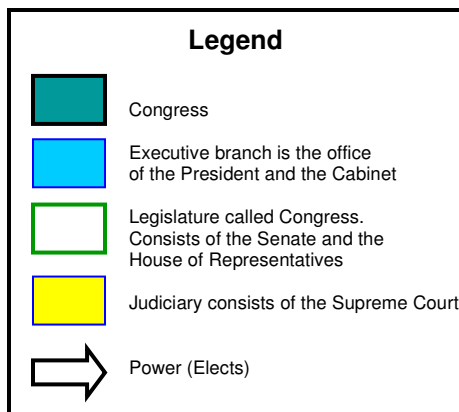 Legend
Congress
Executive branch is the office
of the President and the Cabinet
Legislature called Congress.
Consists of the Senate and the
House of Representatives
Judiciary consists of the Supreme Court
Power (Elects)